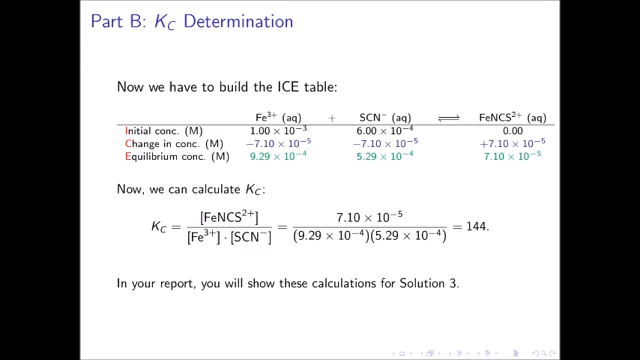 Part B: K_C Determination
Now we have to build the ICE table:
Fe³⁺ (aq) + SCN⁻ (aq) ⇌ FeNCS²⁺ (aq)
Initial conc. (M) 1.00 × 10⁻³ 6.00 × 10⁻⁴ 0.00
Change in conc. (M) −7.10 × 10⁻⁵ −7.10 × 10⁻⁵ +7.10 × 10⁻⁵
Equilibrium conc. (M) 9.29 × 10⁻⁴ 5.29 × 10⁻⁴ 7.10 × 10⁻⁵
Now, we can calculate K_C:
K_C = [FeNCS²⁺] / ([Fe³⁺] · [SCN⁻]) = 7.10 × 10⁻⁵ / ((9.29 × 10⁻⁴)(5.29 × 10⁻⁴)) = 144.
In your report, you will show these calculations for Solution 3.